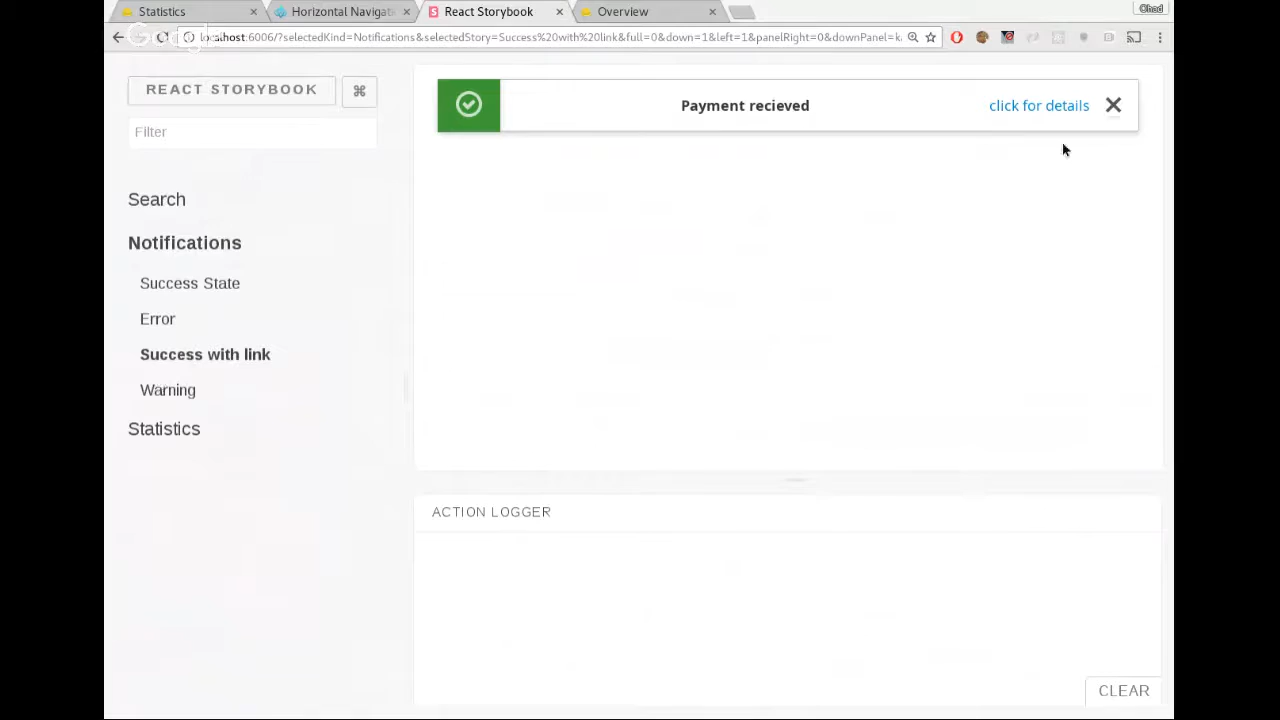 Statistics
Horizontal Navigati
React Storybook
Overview
Chad
localhost:6006/?selectedKind=Notifications&selectedStory=Success%20with%20link&full=0&down=1&left=1&panelRight=0&downPanel=k
REACT STORYBOOK
⌘
Filter
Search
Notifications
Success State
Error
Success with link
Warning
Statistics
Payment recieved click for details
ACTION LOGGER
CLEAR